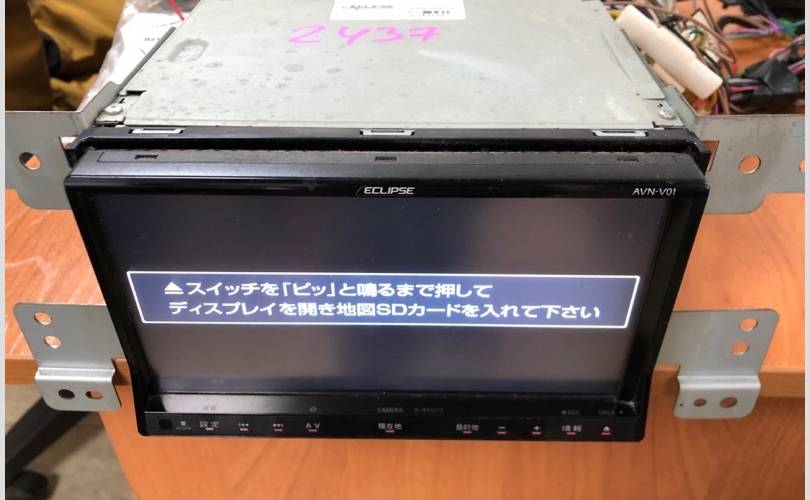 2437
ECLIPSE
AVN-V01
▲スイッチを「ピッ」と鳴るまで押して
ディスプレイを開き地図SDカードを入れて下さい
CAMERA
設定 AV 現在地 目的地 − + 情報